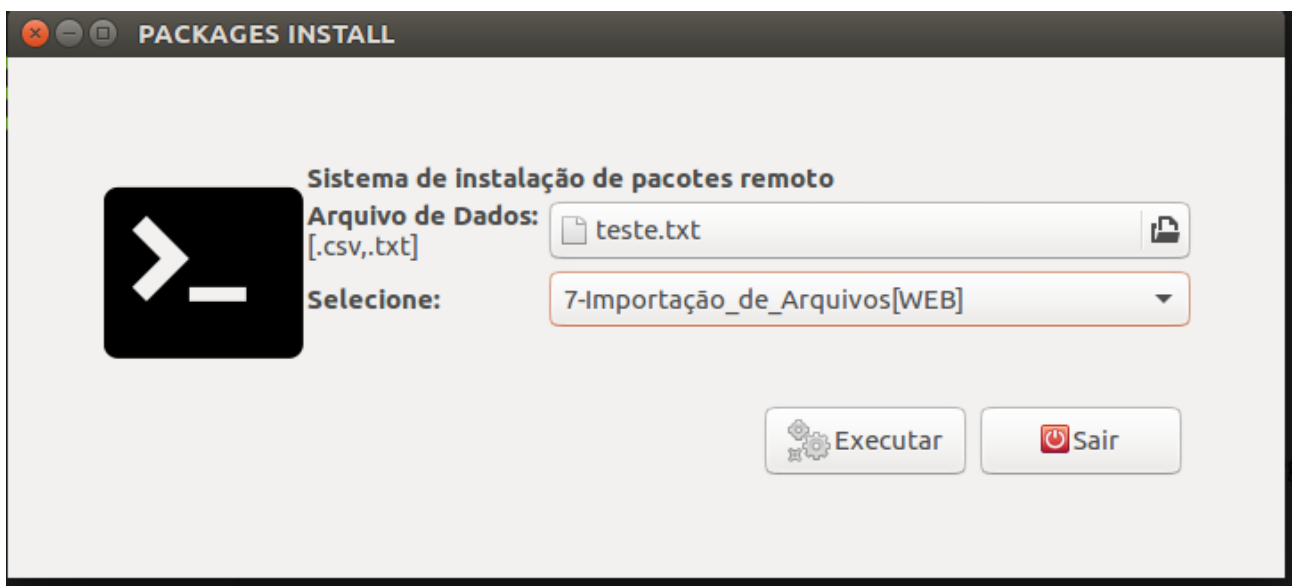 PACKAGES INSTALL
Sistema de instalação de pacotes remoto
Arquivo de Dados:
[.csv,.txt]
teste.txt
Selecione:
7-Importação_de_Arquivos[WEB]
Executar
Sair